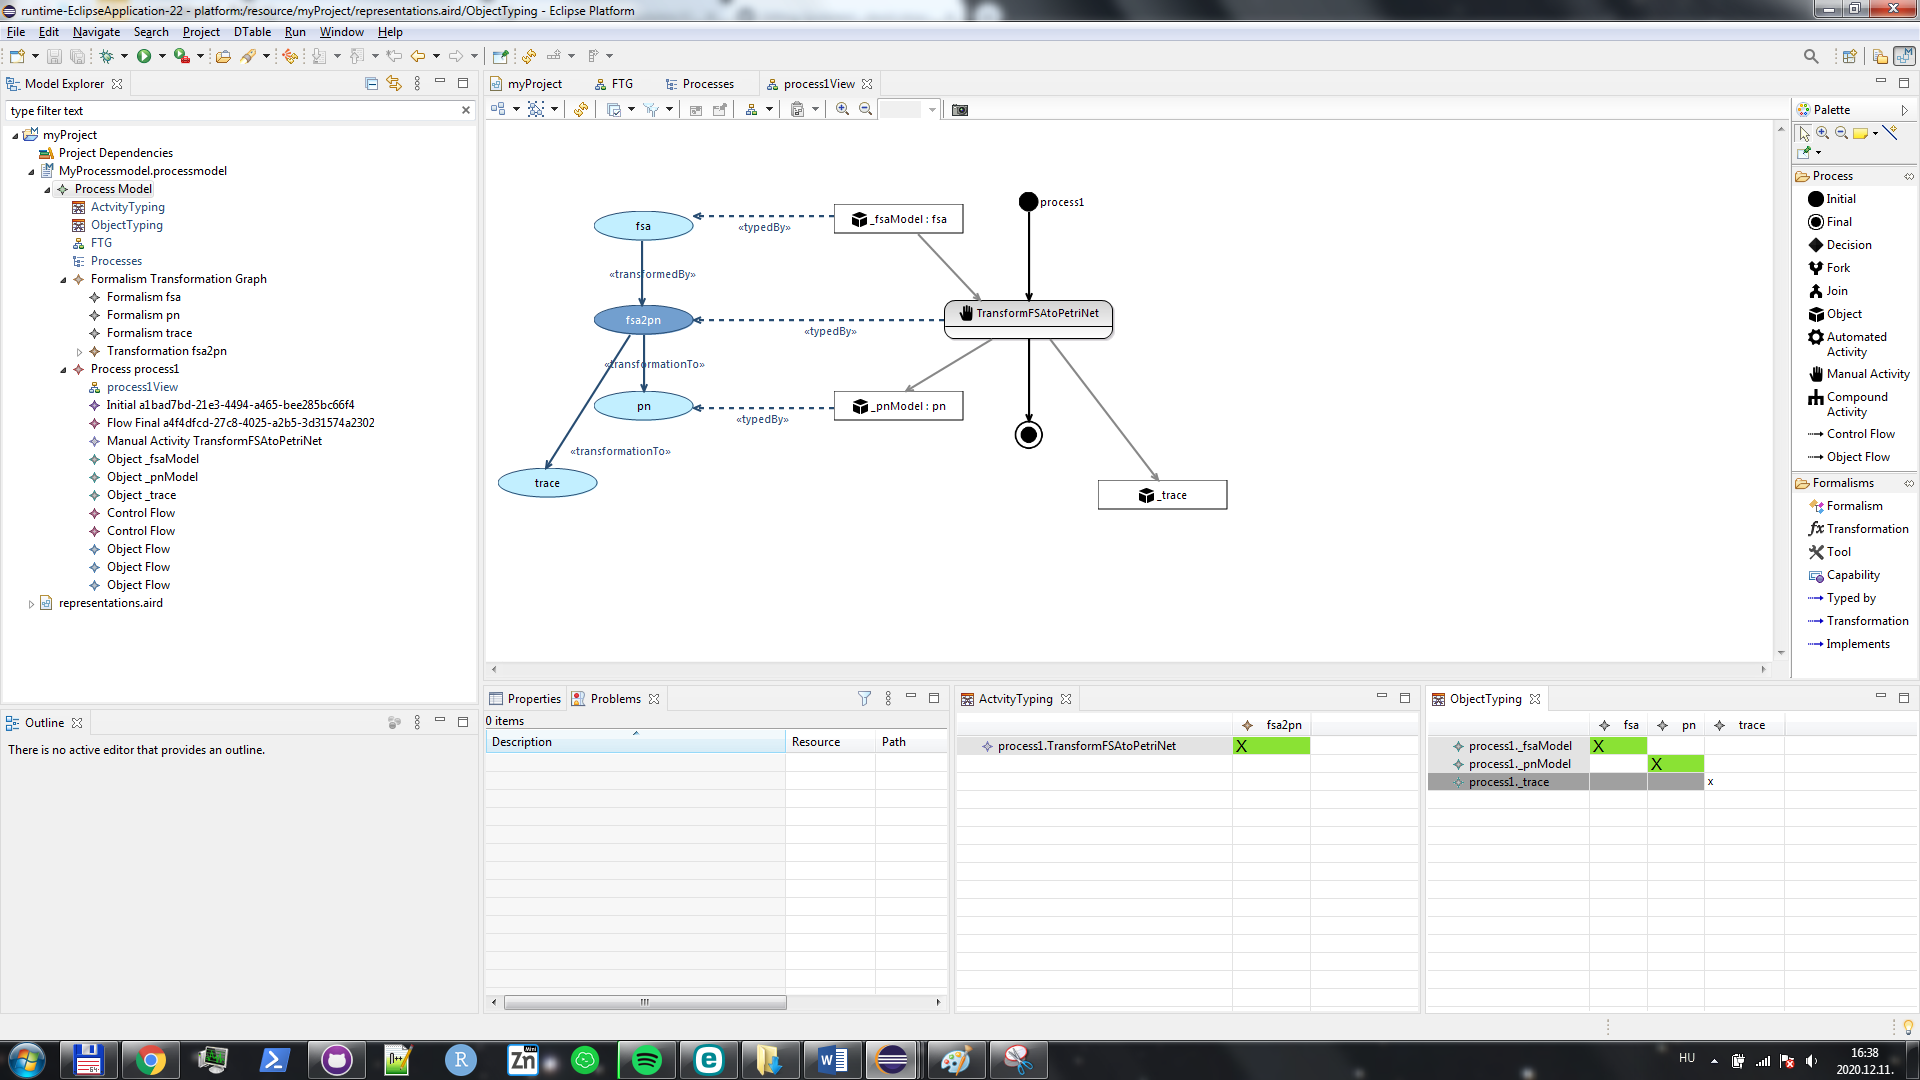 runtime-EclipseApplication-22 - platform:/resource/myProject/representations.aird/ObjectTyping - Eclipse Platform
File Edit Navigate Search Project DTable Run Window Help
Model Explorer
type filter text
myProject
Project Dependencies
MyProcessmodel.processmodel
Process Model
ActvityTyping
ObjectTyping
FTG
Processes
Formalism Transformation Graph
Formalism fsa
Formalism pn
Formalism trace
Transformation fsa2pn
Process process1
process1View
Initial a1bad7bd-21e3-4494-a465-bee285bc66f4
Flow Final a4f4dfcd-27c8-4025-a2b5-3d31574a2302
Manual Activity TransformFSAtoPetriNet
Object _fsaModel
Object _pnModel
Object _trace
Control Flow
Control Flow
Object Flow
Object Flow
Object Flow
representations.aird
Outline
There is no active editor that provides an outline.
myProject FTG Processes process1View
process1
fsa
«typedBy»
_fsaModel : fsa
«transformedBy»
fsa2pn
«typedBy»
TransformFSAtoPetriNet
«transformationTo»
pn
«typedBy»
_pnModel : pn
«transformationTo»
trace
_trace
Palette
Process
Initial
Final
Decision
Fork
Join
Object
Automated
Activity
Manual Activity
Compound
Activity
Control Flow
Object Flow
Formalisms
Formalism
fx Transformation
Tool
Capability
Typed by
Transformation
Implements
Properties Problems
0 items
Description Resource Path
ActvityTyping
fsa2pn
process1.TransformFSAtoPetriNet X
ObjectTyping
fsa pn trace
process1._fsaModel X
process1._pnModel X
process1._trace x
64
R
Zn
Mini
W
HU
16:38
2020.12.11.